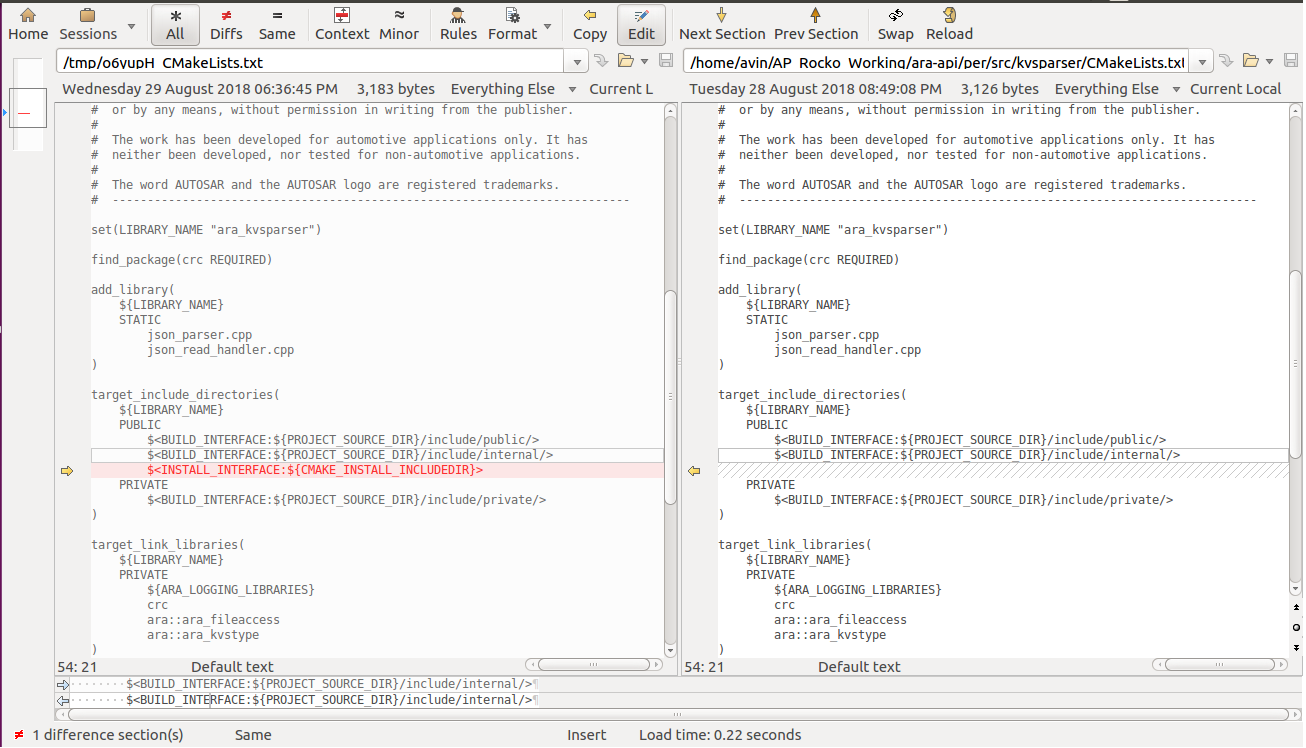 Home Sessions All Diffs Same Context Minor Rules Format Copy Edit Next Section Prev Section Swap Reload
/tmp/o6yupH_CMakeLists.txt
Wednesday 29 August 2018 06:36:45 PM 3,183 bytes Everything Else Current L
#  or by any means, without permission in writing from the publisher.
#
#  The work has been developed for automotive applications only. It has
#  neither been developed, nor tested for non-automotive applications.
#
#  The word AUTOSAR and the AUTOSAR logo are registered trademarks.
#  --------------------------------------------------------------------------
set(LIBRARY_NAME "ara_kvsparser")
find_package(crc REQUIRED)
add_library(
    ${LIBRARY_NAME}
    STATIC
        json_parser.cpp
        json_read_handler.cpp
)
target_include_directories(
    ${LIBRARY_NAME}
    PUBLIC
        $<BUILD_INTERFACE:${PROJECT_SOURCE_DIR}/include/public/>
        $<BUILD_INTERFACE:${PROJECT_SOURCE_DIR}/include/internal/>
        $<INSTALL_INTERFACE:${CMAKE_INSTALL_INCLUDEDIR}>
    PRIVATE
        $<BUILD_INTERFACE:${PROJECT_SOURCE_DIR}/include/private/>
)
target_link_libraries(
    ${LIBRARY_NAME}
    PRIVATE
        ${ARA_LOGGING_LIBRARIES}
        crc
        ara::ara_fileaccess
        ara::ara_kvstype
)
54: 21 Default text
/home/avin/AP_Rocko_Working/ara-api/per/src/kvsparser/CMakeLists.txt
Tuesday 28 August 2018 08:49:08 PM 3,126 bytes Everything Else Current Local
#  or by any means, without permission in writing from the publisher.
#
#  The work has been developed for automotive applications only. It has
#  neither been developed, nor tested for non-automotive applications.
#
#  The word AUTOSAR and the AUTOSAR logo are registered trademarks.
#  --------------------------------------------------------------------------
set(LIBRARY_NAME "ara_kvsparser")
find_package(crc REQUIRED)
add_library(
    ${LIBRARY_NAME}
    STATIC
        json_parser.cpp
        json_read_handler.cpp
)
target_include_directories(
    ${LIBRARY_NAME}
    PUBLIC
        $<BUILD_INTERFACE:${PROJECT_SOURCE_DIR}/include/public/>
        $<BUILD_INTERFACE:${PROJECT_SOURCE_DIR}/include/internal/>
    PRIVATE
        $<BUILD_INTERFACE:${PROJECT_SOURCE_DIR}/include/private/>
)
target_link_libraries(
    ${LIBRARY_NAME}
    PRIVATE
        ${ARA_LOGGING_LIBRARIES}
        crc
        ara::ara_fileaccess
        ara::ara_kvstype
)
54: 21 Default text
········$<BUILD_INTERFACE:${PROJECT_SOURCE_DIR}/include/internal/>¶
········$<BUILD_INTERFACE:${PROJECT_SOURCE_DIR}/include/internal/>¶
≠ 1 difference section(s) Same Insert Load time: 0.22 seconds